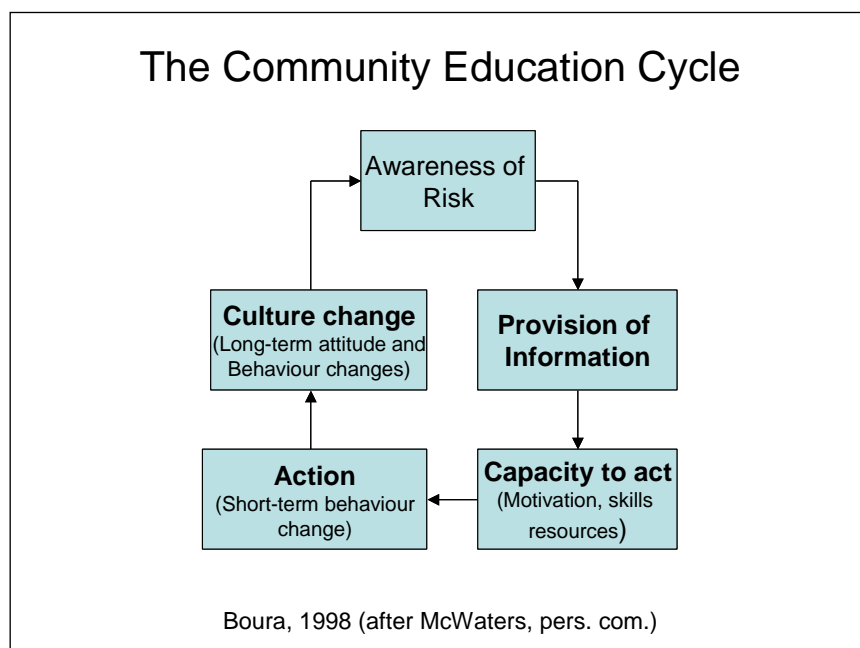 The Community Education Cycle
Awareness of
Risk
Provision of
Information
Capacity to act
(Motivation, skills
resources)
Action
(Short-term behaviour
change)
Culture change
(Long-term attitude and
Behaviour changes)
Boura, 1998 (after McWaters, pers. com.)